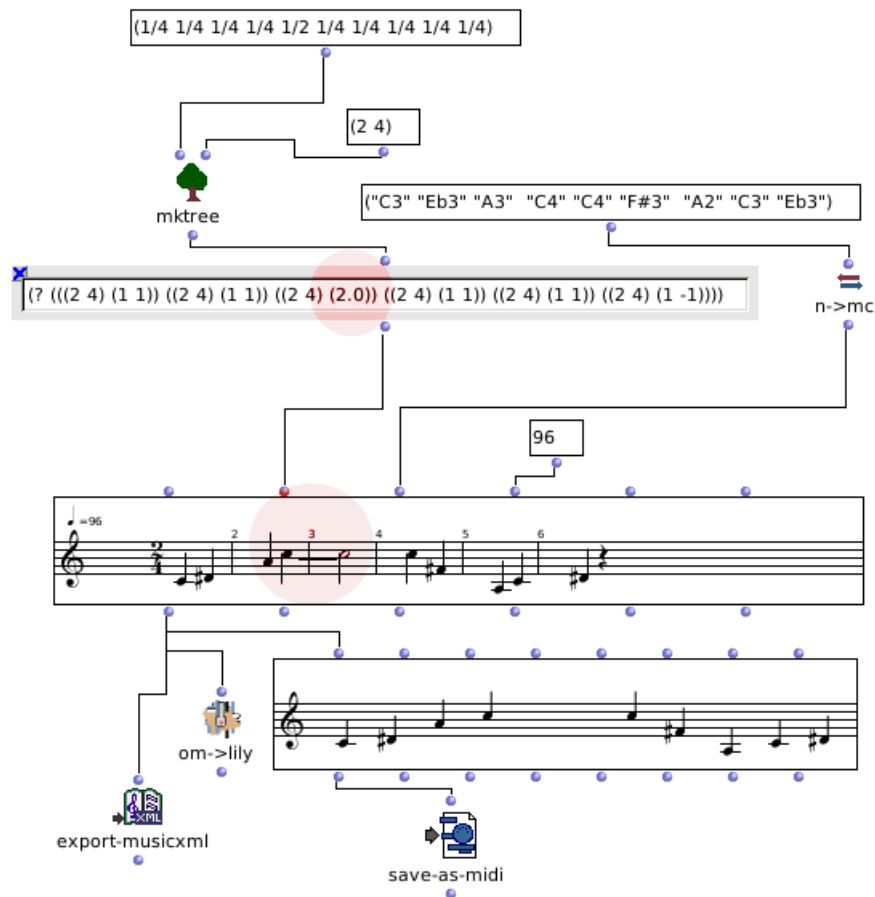 (1/4 1/4 1/4 1/4 1/2 1/4 1/4 1/4 1/4 1/4)
(2 4)
mktree
("C3" "Eb3" "A3"  "C4" "C4" "F#3"  "A2" "C3" "Eb3")
(? (((2 4) (1 1)) ((2 4) (1 1)) ((2 4) (2.0)) ((2 4) (1 1)) ((2 4) (1 1)) ((2 4) (1 -1))))
n->mc
96
=96
2 3 4 5 6
2
4
om->lily
export-musicxml
XML
save-as-midi